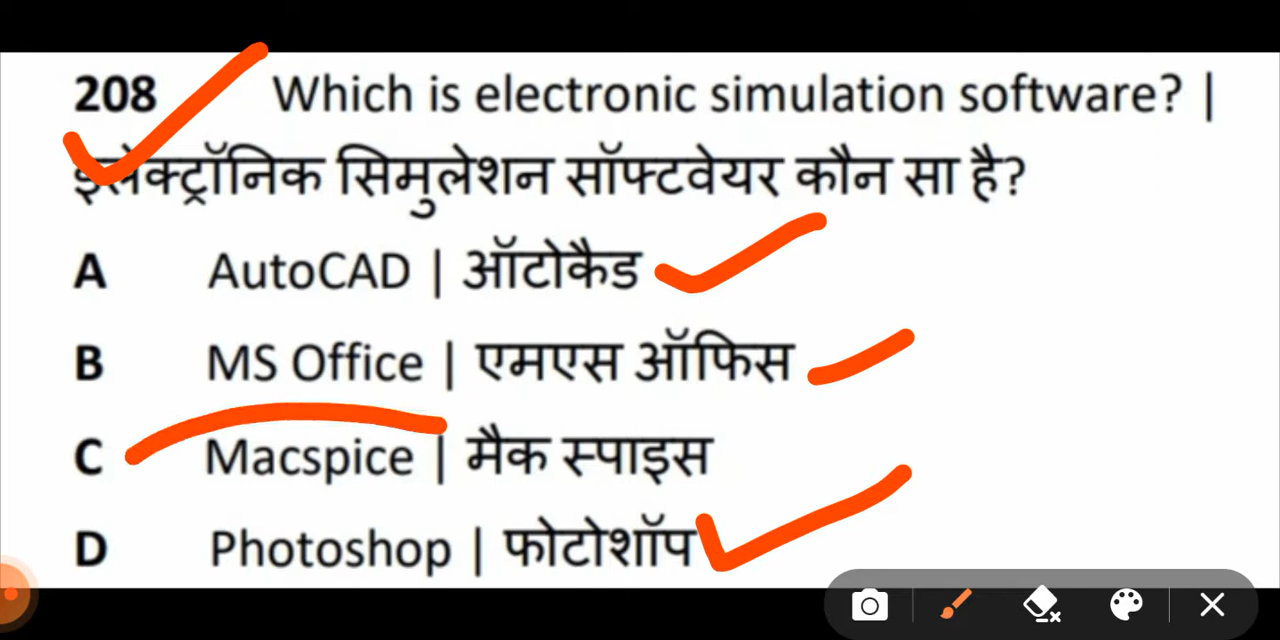 208 Which is electronic simulation software? |
इलेक्ट्रॉनिक सिमुलेशन सॉफ्टवेयर कौन सा है?
A AutoCAD | ऑटोकैड
B MS Office | एमएस ऑफिस
C Macspice | मैक स्पाइस
D Photoshop | फोटोशॉप